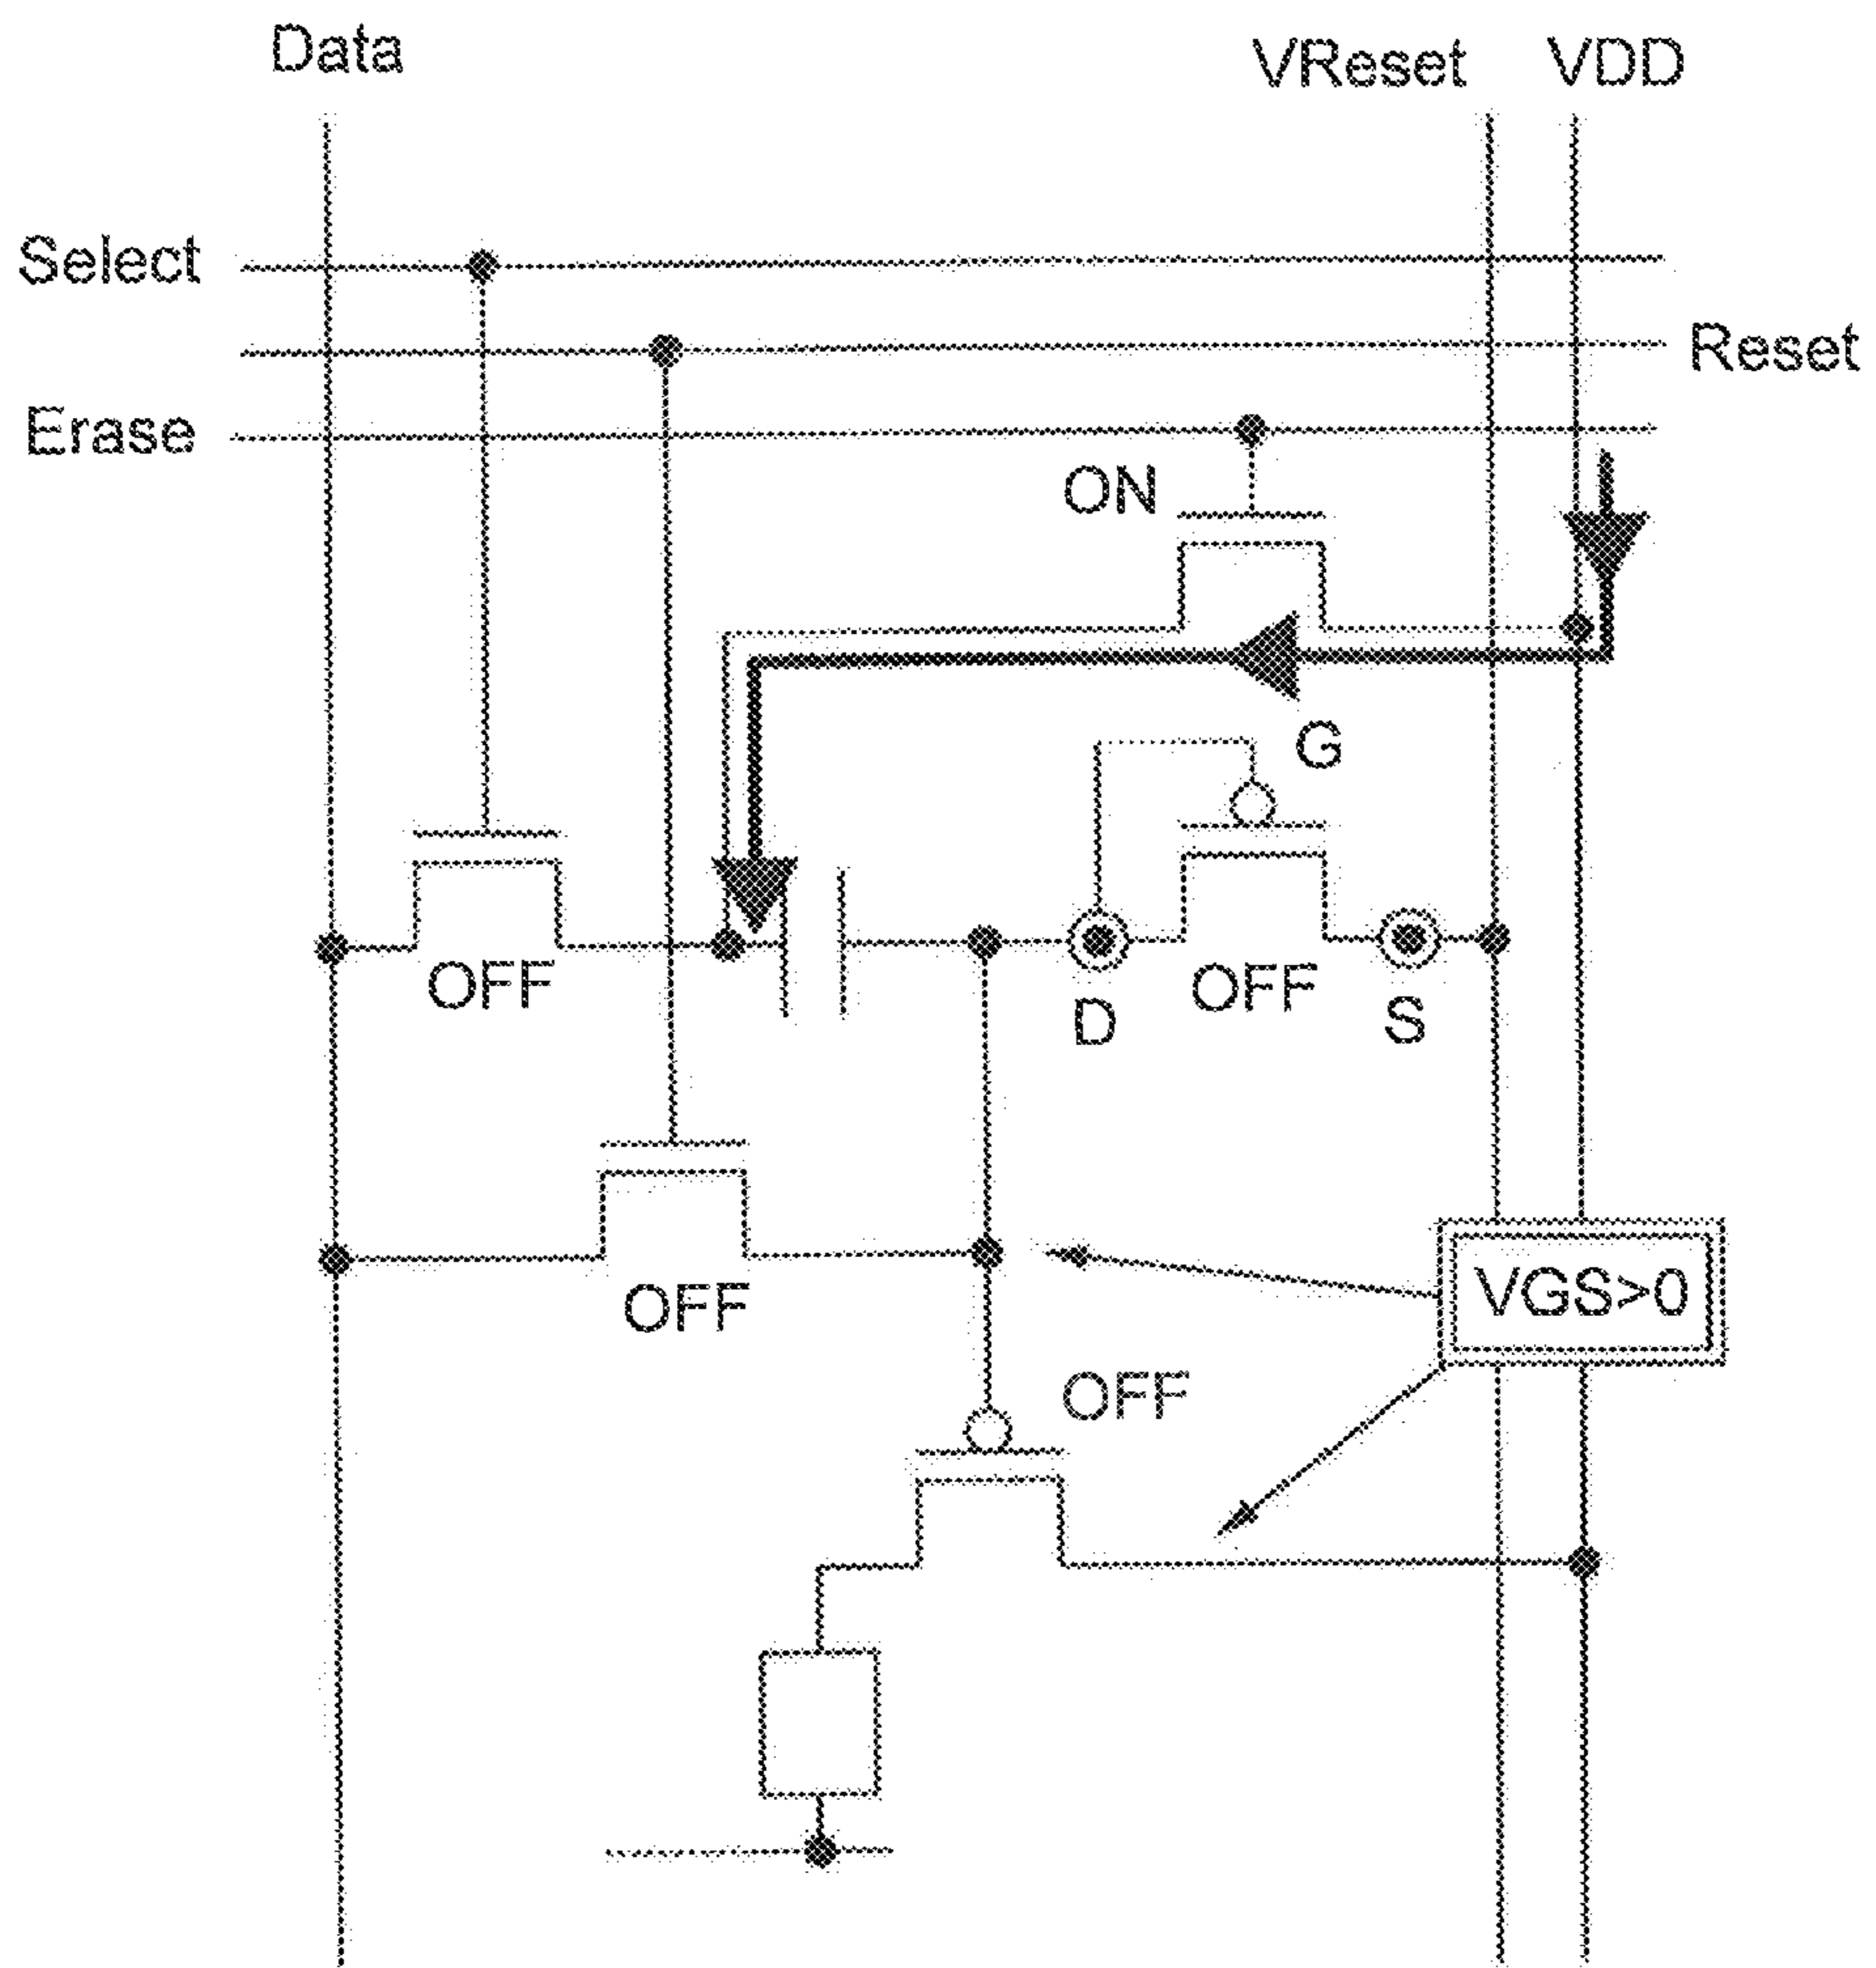 Data
VReset
VDD
Select
Reset
Erase
ON
G
OFF
D
OFF
S
OFF
VGS>0
OFF